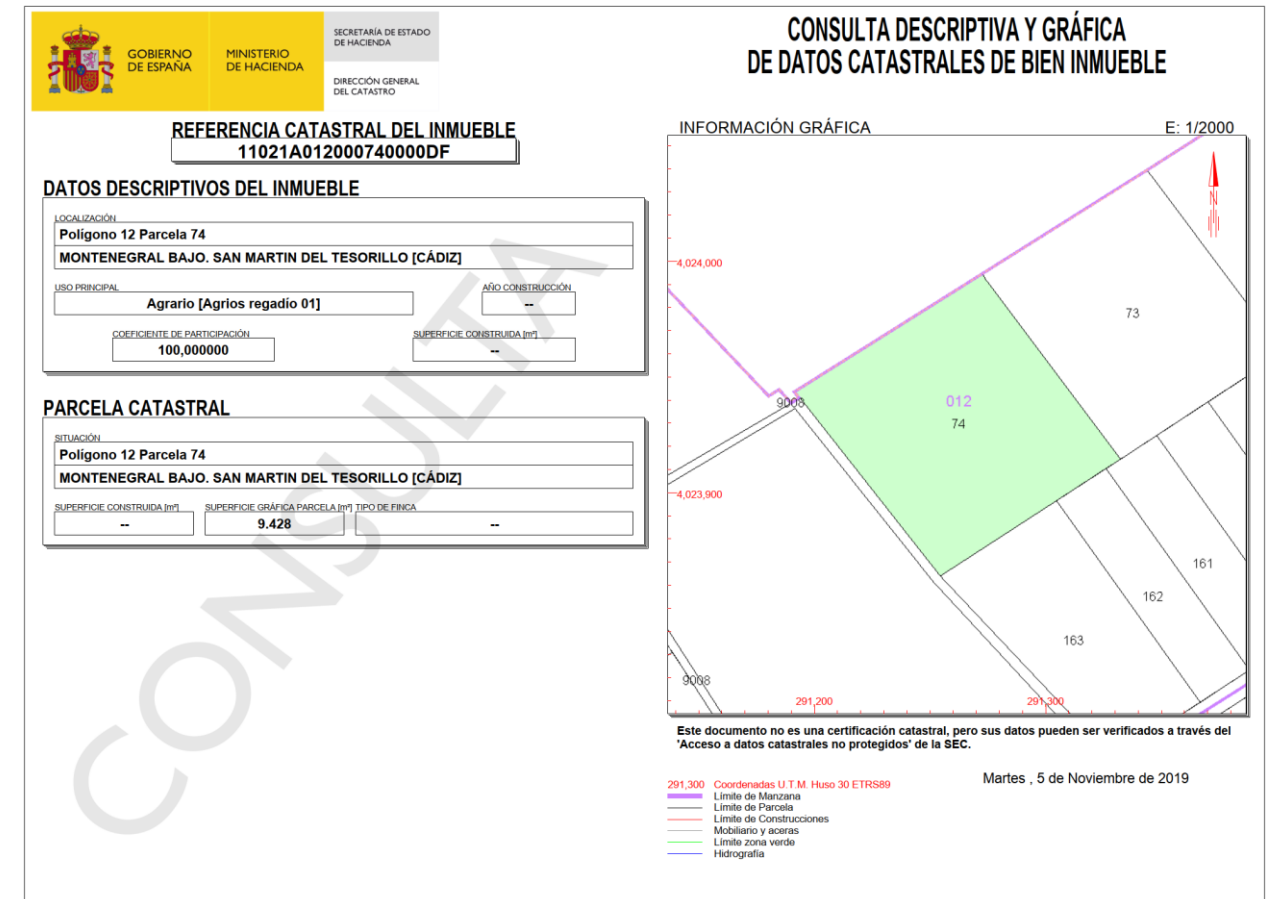 GOBIERNO
DE ESPAÑA
MINISTERIO
DE HACIENDA
SECRETARÍA DE ESTADO
DE HACIENDA
DIRECCIÓN GENERAL
DEL CATASTRO
CONSULTA DESCRIPTIVA Y GRÁFICA
DE DATOS CATASTRALES DE BIEN INMUEBLE
REFERENCIA CATASTRAL DEL INMUEBLE
11021A012000740000DF
DATOS DESCRIPTIVOS DEL INMUEBLE
LOCALIZACIÓN
Polígono 12 Parcela 74
MONTENEGRAL BAJO. SAN MARTIN DEL TESORILLO [CÁDIZ]
USO PRINCIPAL
Agrario [Agrios regadío 01]
AÑO CONSTRUCCIÓN
--
COEFICIENTE DE PARTICIPACIÓN
100,000000
SUPERFICIE CONSTRUIDA [m²]
--
PARCELA CATASTRAL
SITUACIÓN
Polígono 12 Parcela 74
MONTENEGRAL BAJO. SAN MARTIN DEL TESORILLO [CÁDIZ]
SUPERFICIE CONSTRUIDA [m²]
--
SUPERFICIE GRÁFICA PARCELA [m²]
9.428
TIPO DE FINCA
--
CONSULTA
INFORMACIÓN GRÁFICA
E: 1/2000
N
4,024,000
73
9008
012
74
4,023,900
161
162
163
9008
291,200
291,300
Este documento no es una certificación catastral, pero sus datos pueden ser verificados a través del
'Acceso a datos catastrales no protegidos' de la SEC.
Martes , 5 de Noviembre de 2019
291,300 Coordenadas U.T.M. Huso 30 ETRS89
Límite de Manzana
Límite de Parcela
Límite de Construcciones
Mobiliario y aceras
Límite zona verde
Hidrografía